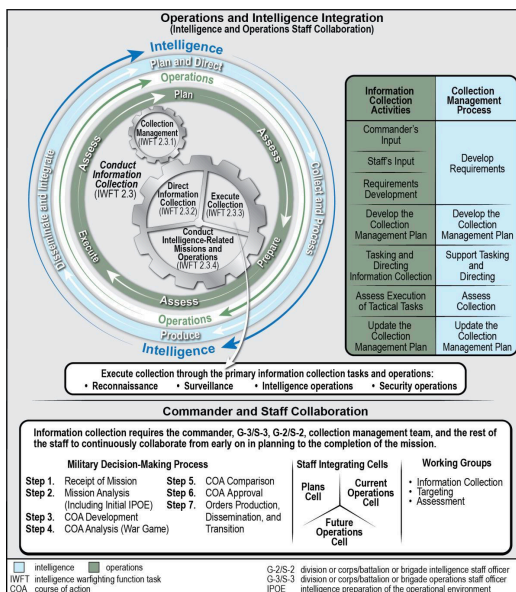 Operations and Intelligence Integration
(Intelligence and Operations Staff Collaboration)
Intelligence
Plan and Direct
Operations
Plan
Assess
Collection
Management
(IWFT 2.3.1)
Conduct
Information
Collection
(IWFT 2.3)
Direct
Information
Collection
(IWFT 2.3.2)
Execute
Collection
(IWFT 2.3.3)
Conduct
Intelligence-Related
Missions and
Operations
(IWFT 2.3.4)
Assess
Collect and Process
Disseminate and Integrate
Execute
Prepare
Assess
Operations
Produce
Intelligence
Information
Collection
Activities
Collection
Management
Process
Commander's
Input
Staff's Input
Requirements
Development
Develop
Requirements
Develop the
Collection
Management Plan
Develop the
Collection
Management Plan
Tasking and
Directing
Information Collection
Support Tasking
and
Directing
Assess Execution
of Tactical Tasks
Assess
Collection
Update the
Collection
Management Plan
Update the
Collection
Management Plan
Execute collection through the primary information collection tasks and operations:
• Reconnaissance • Surveillance • Intelligence operations • Security operations
Commander and Staff Collaboration
Information collection requires the commander, G-3/S-3, G-2/S-2, collection management team, and the rest
of the staff to continuously collaborate from early on in planning to the completion of the mission.
Military Decision-Making Process
Step 1. Receipt of Mission
Step 2. Mission Analysis
(Including Initial IPOE)
Step 3. COA Development
Step 4. COA Analysis (War Game)
Step 5. COA Comparison
Step 6. COA Approval
Step 7. Orders Production,
Dissemination, and
Transition
Staff Integrating Cells
Plans
Cell
Current
Operations
Cell
Future
Operations
Cell
Working Groups
• Information Collection
• Targeting
• Assessment
intelligence
operations
IWFT intelligence warfighting function task
COA course of action
G-2/S-2 division or corps/battalion or brigade intelligence staff officer
G-3/S-3 division or corps/battalion or brigade operations staff officer
IPOE intelligence preparation of the operational environment